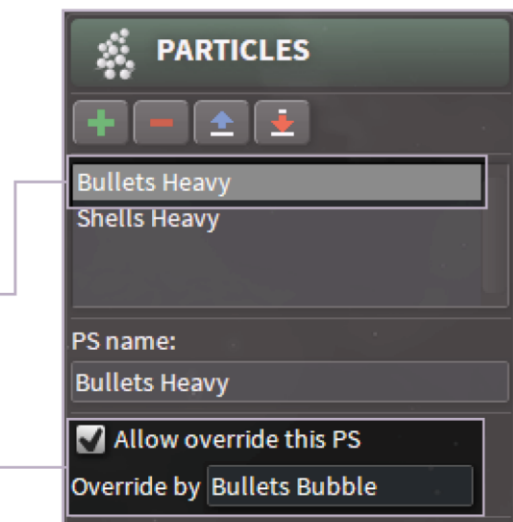 PARTICLES
Bullets Heavy
Shells Heavy
PS name:
Bullets Heavy
Allow override this PS
Override by Bullets Bubble